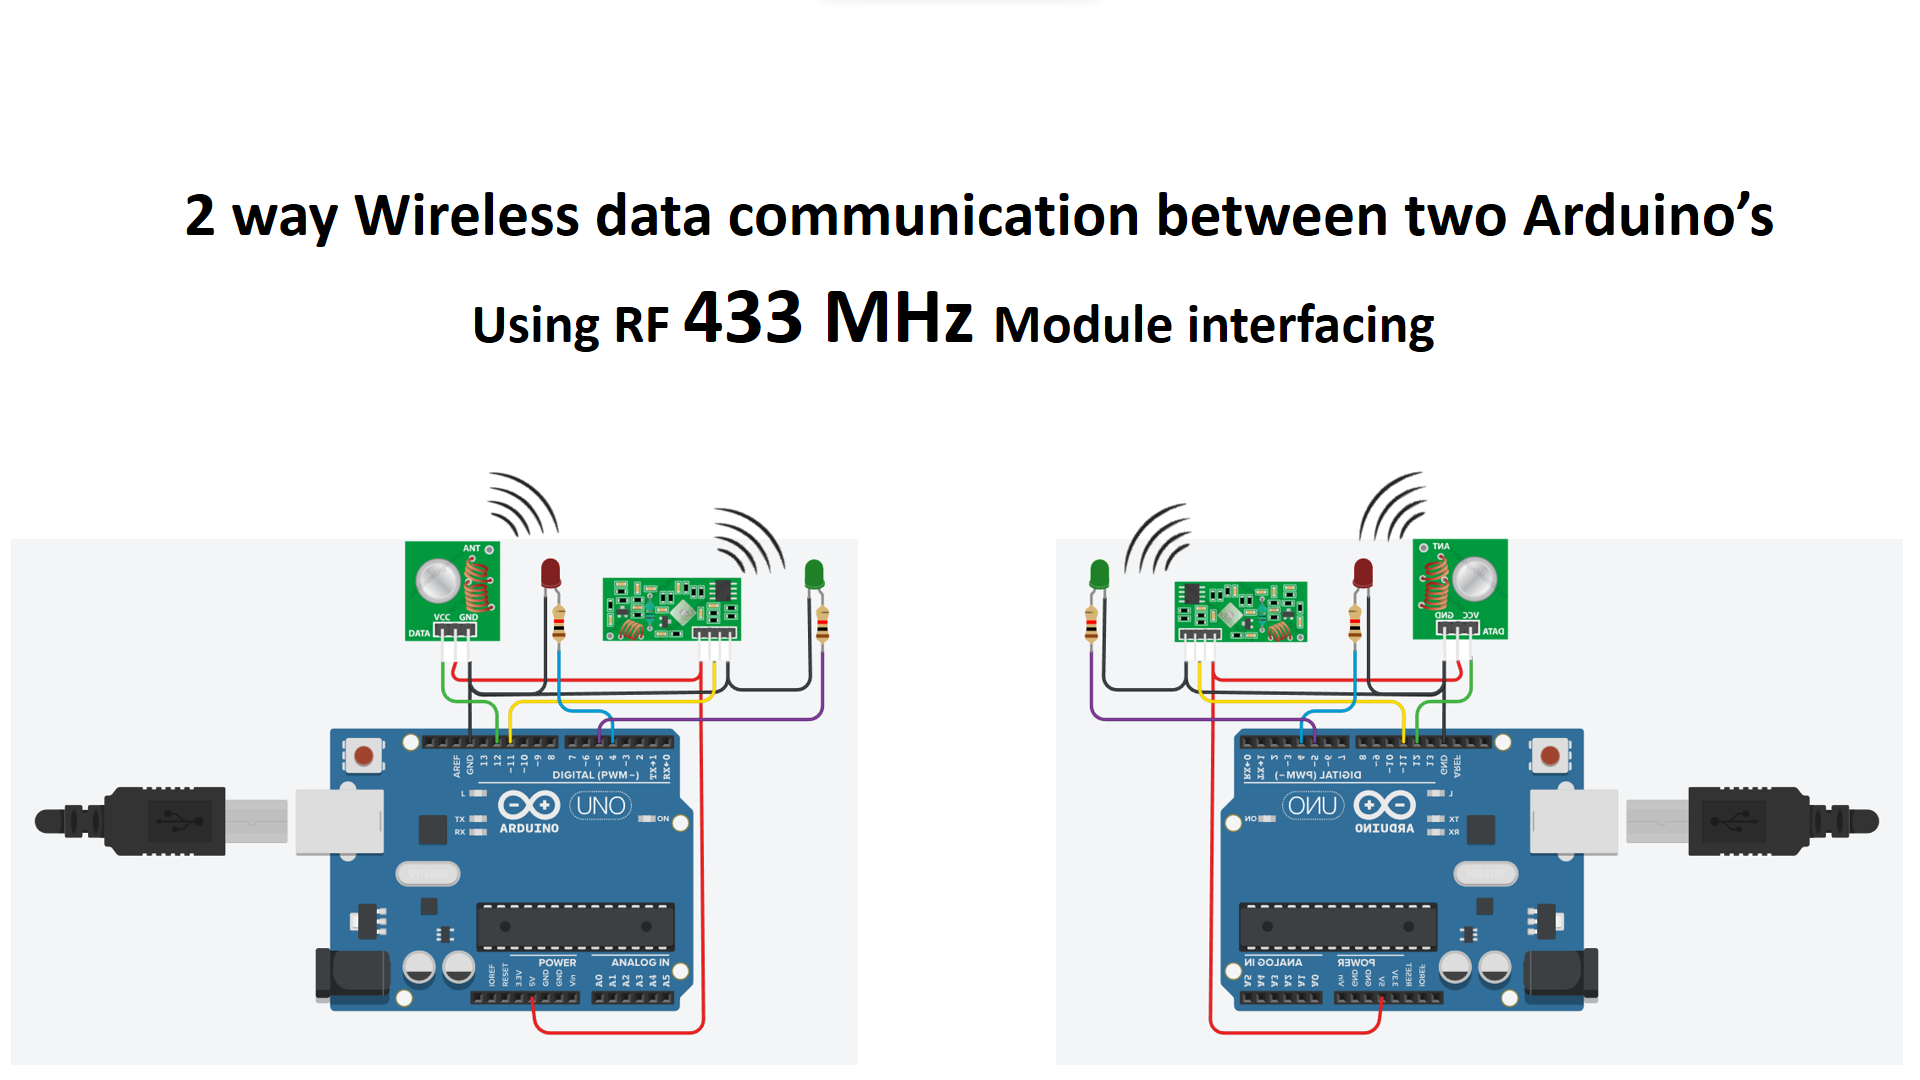 2 way Wireless data communication between two Arduino’s
Using RF 433 MHz Module interfacing
ANT
VCC GND
DATA
AREF
GND
13
12
~11
~10
~9
8
7
~6
~5
4
~3
2
TX→1
RX←0
DIGITAL (PWM~)
L
TX
RX
UNO
ARDUINO
ON
POWER
ANALOG IN
IOREF
RESET
3.3V
5V
GND
GND
Vin
A0
A1
A2
A3
A4
A5
ANT
GND
VCC
DATA
RX←0
TX→1
2
~3
4
~5
~6
7
8
~9
~10
~11
12
13
GND
AREF
DIGITAL (PWM~)
L
TX
RX
UNO
ARDUINO
ON
ANALOG IN
POWER
A5
A4
A3
A2
A1
A0
Vin
GND
GND
5V
3.3V
RESET
IOREF